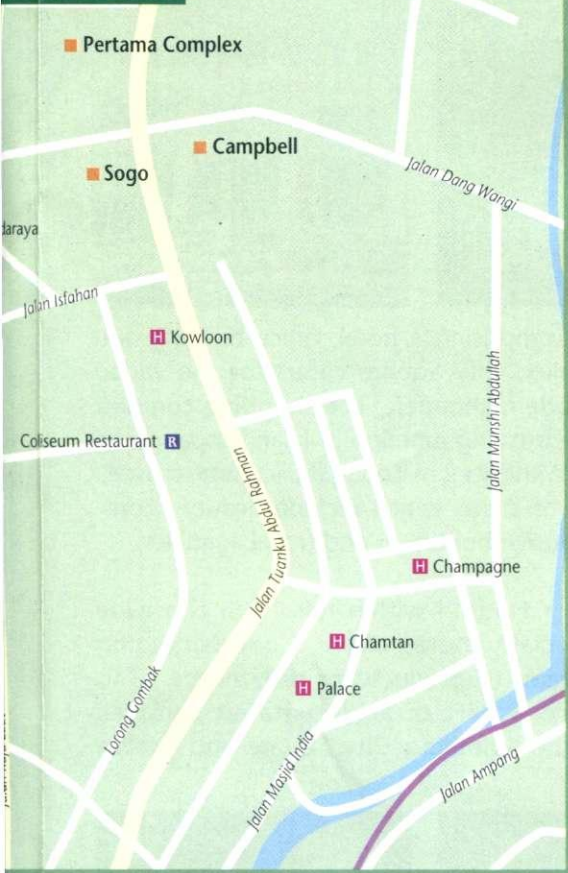 Pertama Complex
Campbell
Sogo
Jalan Dang Wangi
daraya
Jalan Isfahan
H Kowloon
Jalan Munshi Abdullah
Coliseum Restaurant R
Jalan Tuanku Abdul Rahman
H Champagne
H Chamtan
H Palace
Lorong Gombak
Jalan Masjid India
Jalan Ampang